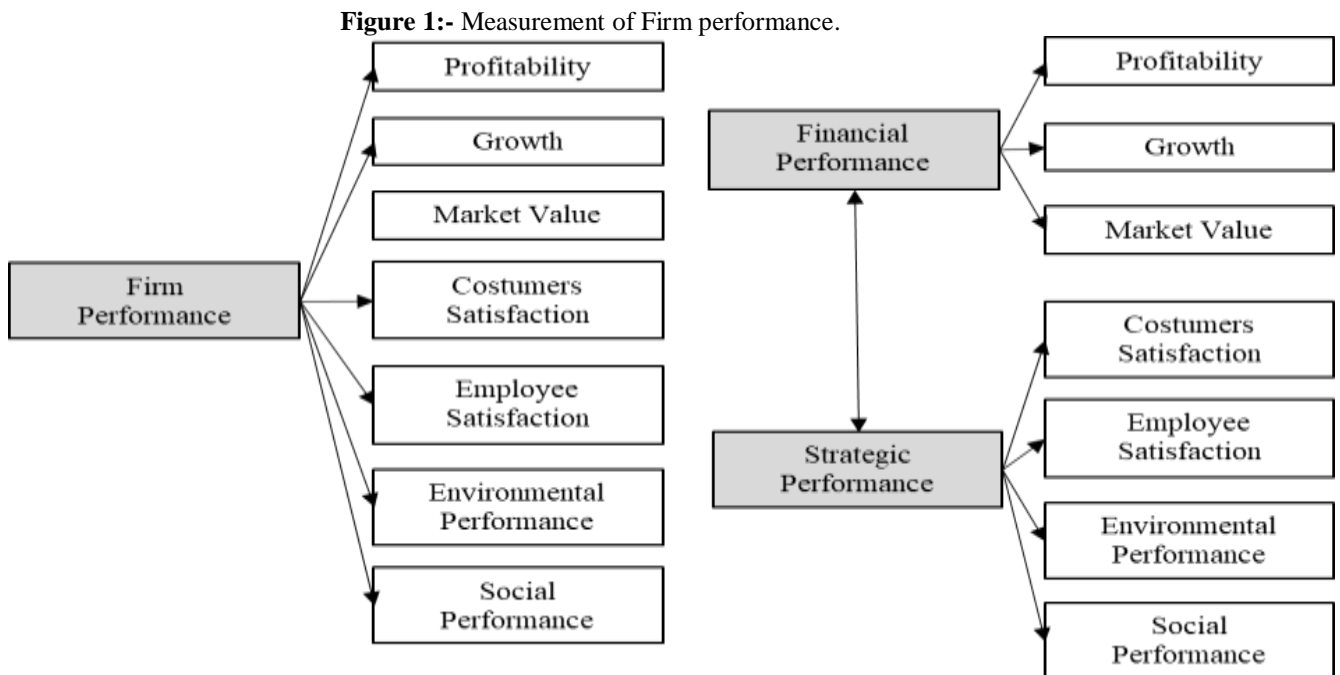 Figure 1:- Measurement of Firm performance.
Profitability
Growth
Market Value
Firm
Performance
Costumers
Satisfaction
Employee
Satisfaction
Environmental
Performance
Social
Performance
Financial
Performance
Profitability
Growth
Market Value
Strategic
Performance
Costumers
Satisfaction
Employee
Satisfaction
Environmental
Performance
Social
Performance